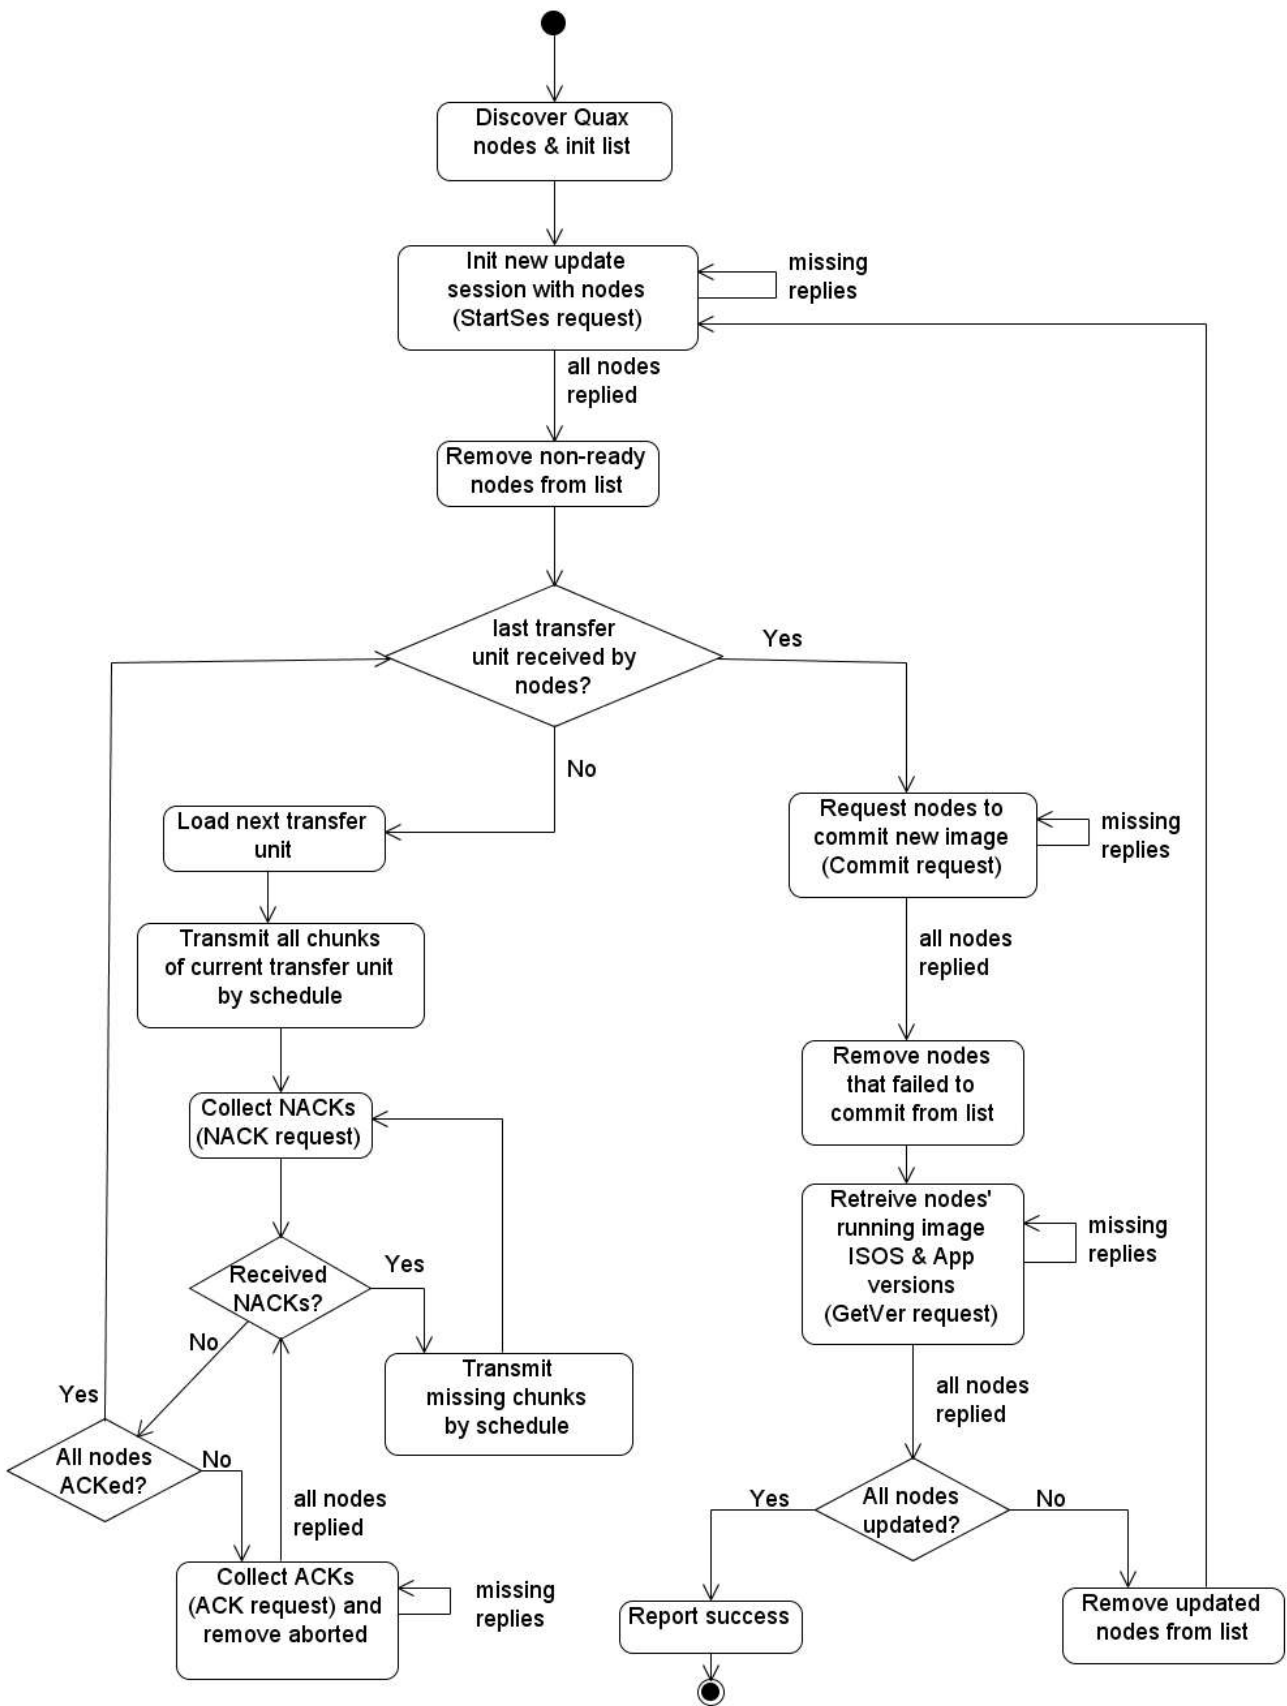 Discover Quax
nodes & init list
Init new update
session with nodes
(StartSes request)
missing
replies
all nodes
replied
Remove non-ready
nodes from list
last transfer
unit received by
nodes?
Yes
No
Load next transfer
unit
Transmit all chunks
of current transfer unit
by schedule
Collect NACKs
(NACK request)
Received
NACKs?
Yes
No
Transmit
missing chunks
by schedule
Yes
All nodes
ACKed?
No
all nodes
replied
Collect ACKs
(ACK request) and
remove aborted
missing
replies
Request nodes to
commit new image
(Commit request)
missing
replies
all nodes
replied
Remove nodes
that failed to
commit from list
Retreive nodes'
running image
ISOS & App
versions
(GetVer request)
missing
replies
all nodes
replied
All nodes
updated?
Yes
No
Report success
Remove updated
nodes from list